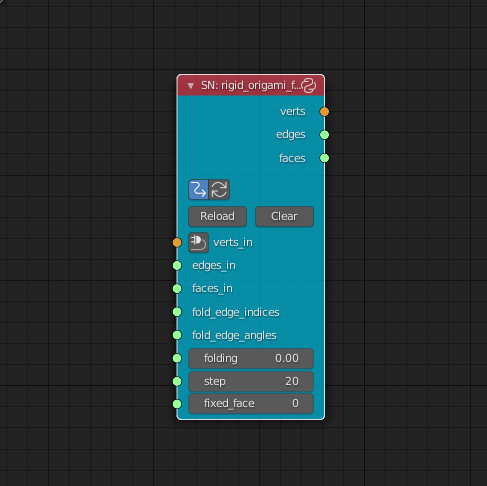 SN: rigid_origami_f...
verts
edges
faces
Reload Clear
verts_in
edges_in
faces_in
fold_edge_indices
fold_edge_angles
folding 0.00
step 20
fixed_face 0